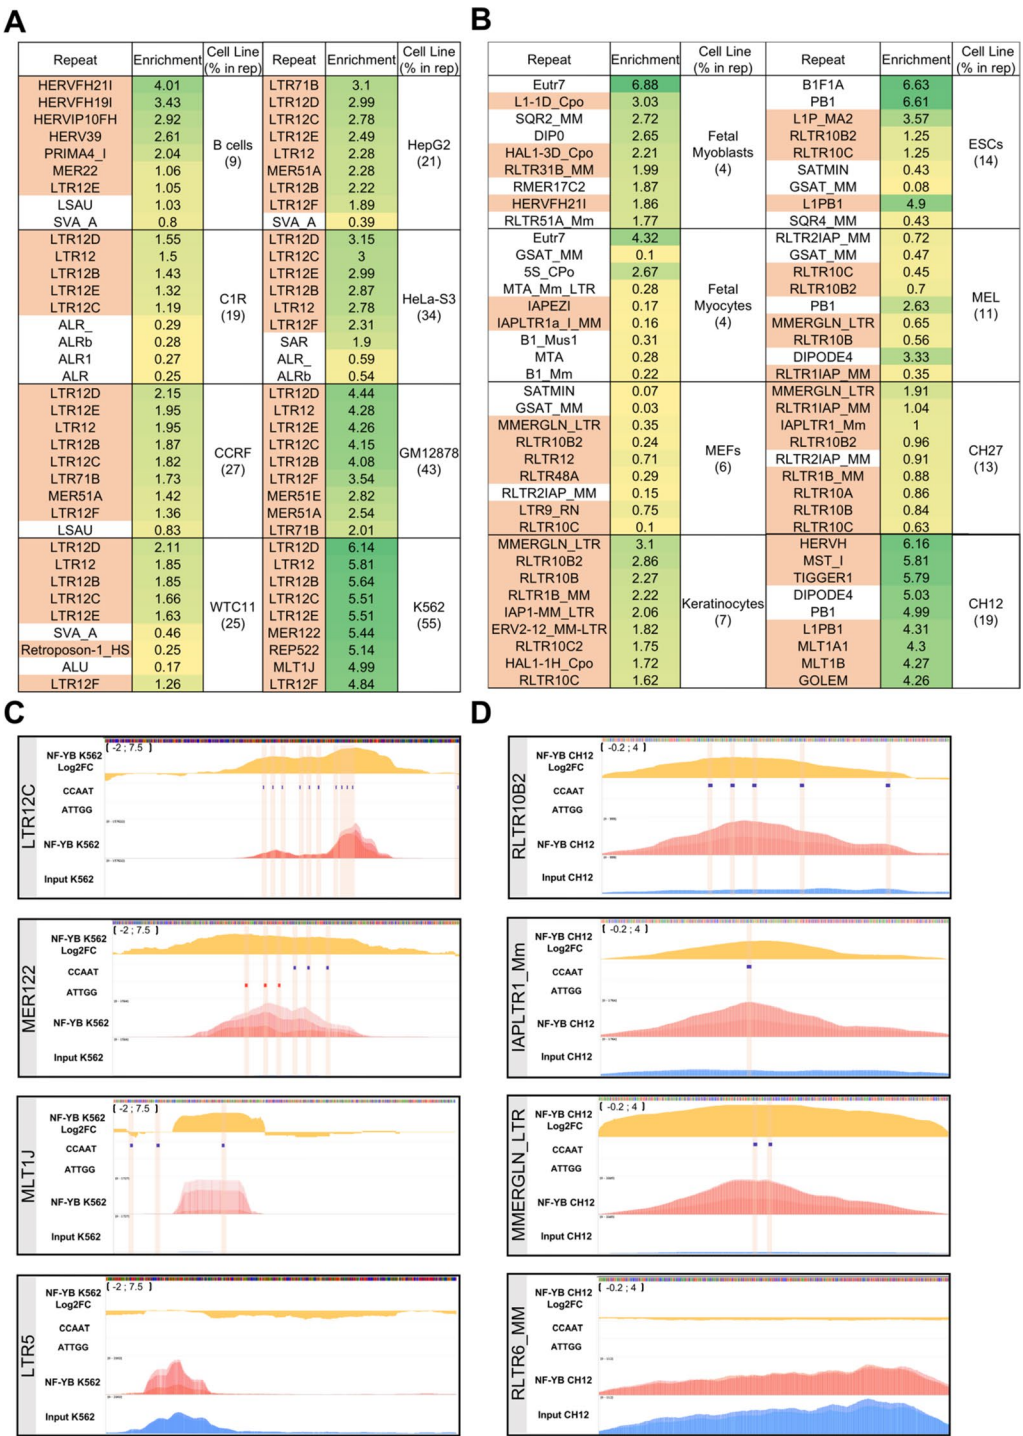 A
Repeat Enrichment Cell Line (% in rep) Repeat Enrichment Cell Line (% in rep)
HERVFH21I 4.01 LTR71B 3.1
HERVFH19I 3.43 LTR12D 2.99
HERVIP10FH 2.92 LTR12C 2.78
HERV39 2.61 B cells LTR12E 2.49 HepG2
PRIMA4_I 2.04 (9) LTR12 2.28 (21)
MER22 1.06 MER51A 2.28
LTR12E 1.05 LTR12B 2.22
LSAU 1.03 LTR12F 1.89
SVA_A 0.8 SVA_A 0.39
LTR12D 1.55 LTR12D 3.15
LTR12 1.5 LTR12C 3
LTR12B 1.43 LTR12E 2.99
LTR12E 1.32 C1R LTR12B 2.87 HeLa-S3
LTR12C 1.19 (19) LTR12 2.78 (34)
ALR_ 0.29 LTR12F 2.31
ALRb 0.28 SAR 1.9
ALR1 0.27 ALR_ 0.59
ALR 0.25 ALRb 0.54
LTR12D 2.15 LTR12D 4.44
LTR12E 1.95 LTR12 4.28
LTR12 1.95 LTR12E 4.26
LTR12B 1.87 CCRF LTR12C 4.15 GM12878
LTR12C 1.82 (27) LTR12B 4.08 (43)
LTR71B 1.73 LTR12F 3.54
MER51A 1.42 MER51E 2.82
LTR12F 1.36 MER51A 2.54
LSAU 0.83 LTR71B 2.01
LTR12D 2.11 LTR12D 6.14
LTR12 1.85 LTR12 5.81
LTR12B 1.85 LTR12B 5.64
LTR12C 1.66 WTC11 LTR12C 5.51 K562
LTR12E 1.63 (25) LTR12E 5.51 (55)
SVA_A 0.46 MER122 5.44
Retroposon-1_HS 0.25 REP522 5.14
ALU 0.17 MLT1J 4.99
LTR12F 1.26 LTR12F 4.84
B
Repeat Enrichment Cell Line (% in rep) Repeat Enrichment Cell Line (% in rep)
Eutr7 6.88 B1F1A 6.63
L1-1D_Cpo 3.03 PB1 6.61
SQR2_MM 2.72 L1P_MA2 3.57
DIP0 2.65 Fetal RLTR10B2 1.25 ESCs
HAL1-3D_Cpo 2.21 Myoblasts RLTR10C 1.25 (14)
RLTR31B_MM 1.99 (4) SATMIN 0.43
RMER17C2 1.87 GSAT_MM 0.08
HERVFH21I 1.86 L1PB1 4.9
RLTR51A_Mm 1.77 SQR4_MM 0.43
Eutr7 4.32 RLTR2IAP_MM 0.72
GSAT_MM 0.1 GSAT_MM 0.47
5S_CPo 2.67 RLTR10C 0.45
MTA_Mm_LTR 0.28 Fetal RLTR10B2 0.7 MEL
IAPEZI 0.17 Myocytes PB1 2.63 (11)
IAPLTR1a_I_MM 0.16 (4) MMERGLN_LTR 0.65
B1_Mus1 0.31 RLTR10B 0.56
MTA 0.28 DIPODE4 3.33
B1_Mm 0.22 RLTR1IAP_MM 0.35
SATMIN 0.07 MMERGLN_LTR 1.91
GSAT_MM 0.03 RLTR1IAP_MM 1.04
MMERGLN_LTR 0.35 IAPLTR1_Mm 1
RLTR10B2 0.24 MEFs RLTR10B2 0.96 CH27
RLTR12 0.71 (6) RLTR2IAP_MM 0.91 (13)
RLTR48A 0.29 RLTR1B_MM 0.88
RLTR2IAP_MM 0.15 RLTR10A 0.86
LTR9_RN 0.75 RLTR10B 0.84
RLTR10C 0.1 RLTR10C 0.63
MMERGLN_LTR 3.1 HERVH 6.16
RLTR10B2 2.86 MST_I 5.81
RLTR10B 2.27 TIGGER1 5.79
RLTR1B_MM 2.22 Keratinocytes DIPODE4 5.03 CH12
IAP1-MM_LTR 2.06 (7) PB1 4.99 (19)
ERV2-12_MM-LTR 1.82 L1PB1 4.31
RLTR10C2 1.75 MLT1A1 4.3
HAL1-1H_Cpo 1.72 MLT1B 4.27
RLTR10C 1.62 GOLEM 4.26
C
LTR12C
NF-YB K562
Log2FC
[ -2 ; 7.5 ]
CCAAT
ATTGG
NF-YB K562
Input K562
MER122
NF-YB K562
Log2FC
[ -2 ; 7.5 ]
CCAAT
ATTGG
NF-YB K562
Input K562
MLT1J
NF-YB K562
Log2FC
[ -2 ; 7.5 ]
CCAAT
ATTGG
NF-YB K562
Input K562
LTR5
NF-YB K562
Log2FC
[ -2 ; 7.5 ]
CCAAT
ATTGG
NF-YB K562
Input K562
D
RLTR10B2
NF-YB CH12
Log2FC
[ -0.2 ; 4 ]
CCAAT
ATTGG
NF-YB CH12
Input CH12
IAPLTR1_Mm
NF-YB CH12
Log2FC
[ -0.2 ; 4 ]
CCAAT
ATTGG
NF-YB CH12
Input CH12
MMERGLN_LTR
NF-YB CH12
Log2FC
[ -0.2 ; 4 ]
CCAAT
ATTGG
NF-YB CH12
Input CH12
RLTR6_MM
NF-YB CH12
Log2FC
[ -0.2 ; 4 ]
CCAAT
ATTGG
NF-YB CH12
Input CH12